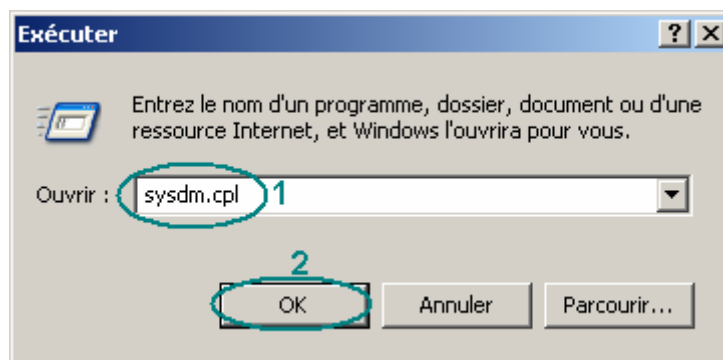 Exécuter
Entrez le nom d'un programme, dossier, document ou d'une
ressource Internet, et Windows l'ouvrira pour vous.
Ouvrir : sysdm.cpl 1
2
OK Annuler Parcourir...